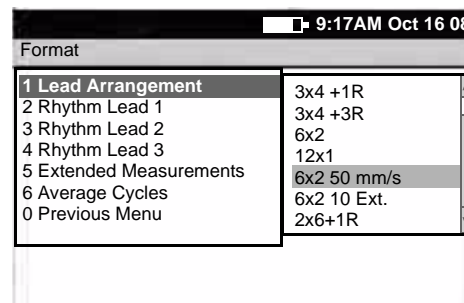 9:17AM Oct 16 08
Format
1 Lead Arrangement
2 Rhythm Lead 1
3 Rhythm Lead 2
4 Rhythm Lead 3
5 Extended Measurements
6 Average Cycles
0 Previous Menu
3x4 +1R
3x4 +3R
6x2
12x1
6x2 50 mm/s
6x2 10 Ext.
2x6+1R